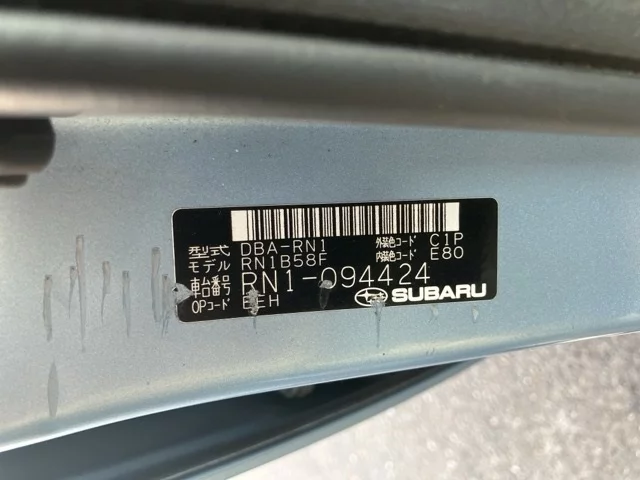 型式 DBA-RN1 外装色コード C1P
モデル RN1B58F 内装色コード E80
車台番号 RN1-094424
OPコード EEH SUBARU